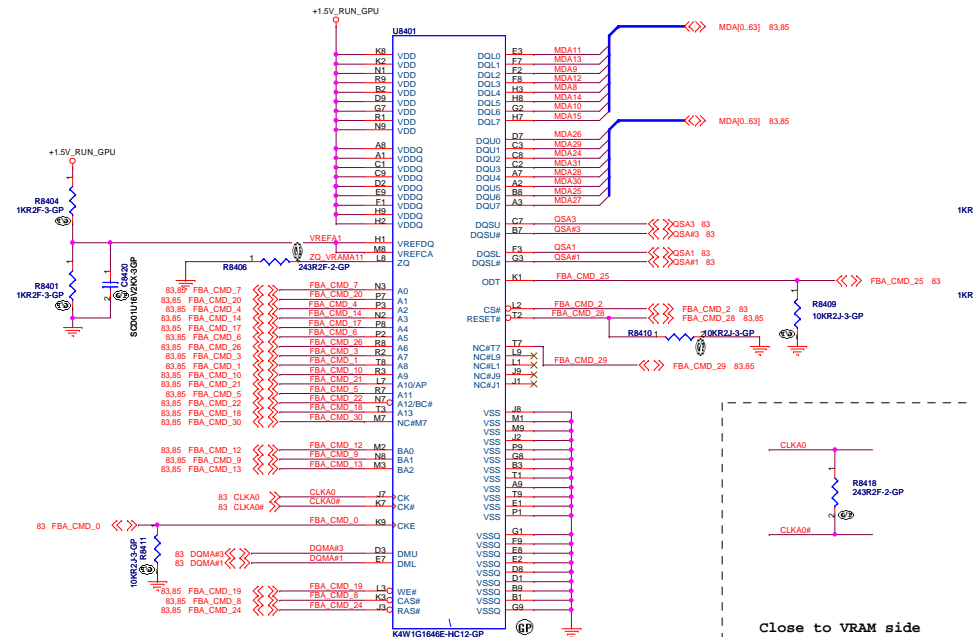 +1.5V_RUN_GPU
U8401
K8 VDD
K2 VDD
N1 VDD
R9 VDD
B2 VDD
D9 VDD
G7 VDD
R1 VDD
N9 VDD
A8 VDDQ
A1 VDDQ
C1 VDDQ
C9 VDDQ
D2 VDDQ
E9 VDDQ
F1 VDDQ
H9 VDDQ
H2 VDDQ
+1.5V_RUN_GPU
1
R8404
1KR2F-3-GP
2
1
R8401
1KR2F-3-GP
2
1
C8420
SCD01U16V2KX-3GP
2
VREFA1 H1 VREFDQ
M8 VREFCA
ZQ_VRAMA11 L8 ZQ
R8406 1 2 243R2F-2-GP
83,85 FBA_CMD_7 FBA_CMD_7 N3 A0
83,85 FBA_CMD_20 FBA_CMD_20 P7 A1
83,85 FBA_CMD_4 FBA_CMD_4 P3 A2
83,85 FBA_CMD_14 FBA_CMD_14 N2 A3
83,85 FBA_CMD_17 FBA_CMD_17 P8 A4
83,85 FBA_CMD_6 FBA_CMD_6 P2 A5
83,85 FBA_CMD_26 FBA_CMD_26 R8 A6
83,85 FBA_CMD_3 FBA_CMD_3 R2 A7
83,85 FBA_CMD_1 FBA_CMD_1 T8 A8
83,85 FBA_CMD_10 FBA_CMD_10 R3 A9
83,85 FBA_CMD_21 FBA_CMD_21 L7 A10/AP
83,85 FBA_CMD_5 FBA_CMD_5 R7 A11
83,85 FBA_CMD_22 FBA_CMD_22 N7 A12/BC#
83,85 FBA_CMD_18 FBA_CMD_18 T3 A13
83,85 FBA_CMD_30 FBA_CMD_30 M7 NC#M7
83,85 FBA_CMD_12 FBA_CMD_12 M2 BA0
83,85 FBA_CMD_9 FBA_CMD_9 N8 BA1
83,85 FBA_CMD_13 FBA_CMD_13 M3 BA2
83 CLKA0 CLKA0 J7 CK
83 CLKA0# CLKA0# K7 CK#
83 FBA_CMD_0 FBA_CMD_0 K9 CKE
1
R8411
10KR2J-3-GP
2
83 DQMA#3 DQMA#3 D3 DMU
83 DQMA#1 DQMA#1 E7 DML
83,85 FBA_CMD_19 FBA_CMD_19 L3 WE#
83,85 FBA_CMD_8 FBA_CMD_8 K3 CAS#
83,85 FBA_CMD_24 FBA_CMD_24 J3 RAS#
DQL0 E3 MDA11
DQL1 F7 MDA13
DQL2 F2 MDA9
DQL3 F8 MDA12
DQL4 H3 MDA8
DQL5 H8 MDA14
DQL6 G2 MDA10
DQL7 H7 MDA15
MDA[0..63] 83,85
MDA[0..63] 83,85
DQU0 D7 MDA26
DQU1 C3 MDA29
DQU2 C8 MDA24
DQU3 C2 MDA31
DQU4 A7 MDA28
DQU5 A2 MDA30
DQU6 B8 MDA25
DQU7 A3 MDA27
DQSU C7 QSA3 QSA3 83
DQSU# B7 QSA#3 QSA#3 83
DQSL F3 QSA1 QSA1 83
DQSL# G3 QSA#1 QSA#1 83
ODT K1 FBA_CMD_25 FBA_CMD_25 83
1
R8409
10KR2J-3-GP
2
CS# L2 FBA_CMD_2 FBA_CMD_2 83
RESET# T2 FBA_CMD_28 FBA_CMD_28 83,85
R8410 1 2 10KR2J-3-GP
NC#T7 T7
NC#L9 L9
NC#L1 L1
NC#J9 J9
NC#J1 J1
FBA_CMD_29 FBA_CMD_29 83,85
VSS J8
VSS M1
VSS M9
VSS J2
VSS P9
VSS G8
VSS B3
VSS T1
VSS A9
VSS T9
VSS E1
VSS P1
VSSQ G1
VSSQ F9
VSSQ E8
VSSQ E2
VSSQ D8
VSSQ D1
VSSQ B9
VSSQ B1
VSSQ G9
K4W1G1646E-HC12-GP
GP
1KR
1KR
CLKA0
1
R8418
243R2F-2-GP
2
CLKA0#
Close to VRAM side